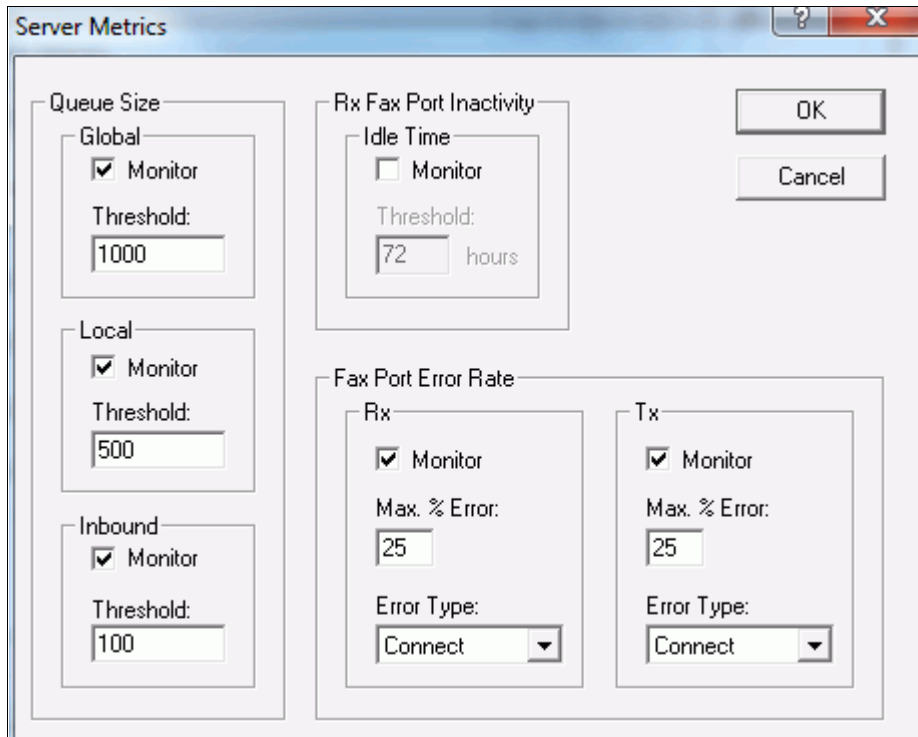 Server Metrics
?
X
Queue Size
Global
Monitor
Threshold:
1000
Local
Monitor
Threshold:
500
Inbound
Monitor
Threshold:
100
Rx Fax Port Inactivity
Idle Time
Monitor
Threshold:
72 hours
OK
Cancel
Fax Port Error Rate
Rx
Monitor
Max. % Error:
25
Error Type:
Connect
Tx
Monitor
Max. % Error:
25
Error Type:
Connect